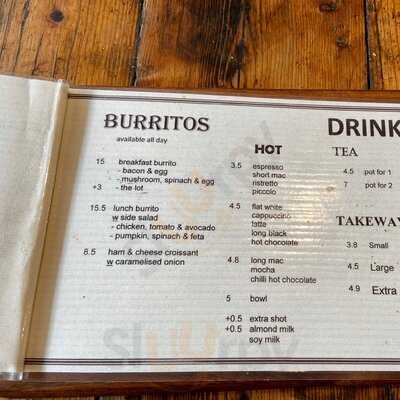 BURRITOS
available all day
15 breakfast burrito
- bacon & egg
- mushroom, spinach & egg
+3 - the lot
15.5 lunch burrito
w side salad
- chicken, tomato & avocado
- pumpkin, spinach & feta
8.5 ham & cheese croissant
w caramelised onion
DRINK
HOT
3.5 espresso
short mac
ristretto
piccolo
4.5 flat white
cappuccino
latte
long black
hot chocolate
4.8 long mac
mocha
chilli hot chocolate
5 bowl
+0.5 extra shot
+0.5 almond milk
soy milk
TEA
4.5 pot for 1
7 pot for 2
TAKEWAY
3.8 Small
4.5 Large
4.9 Extra
Sluurpy